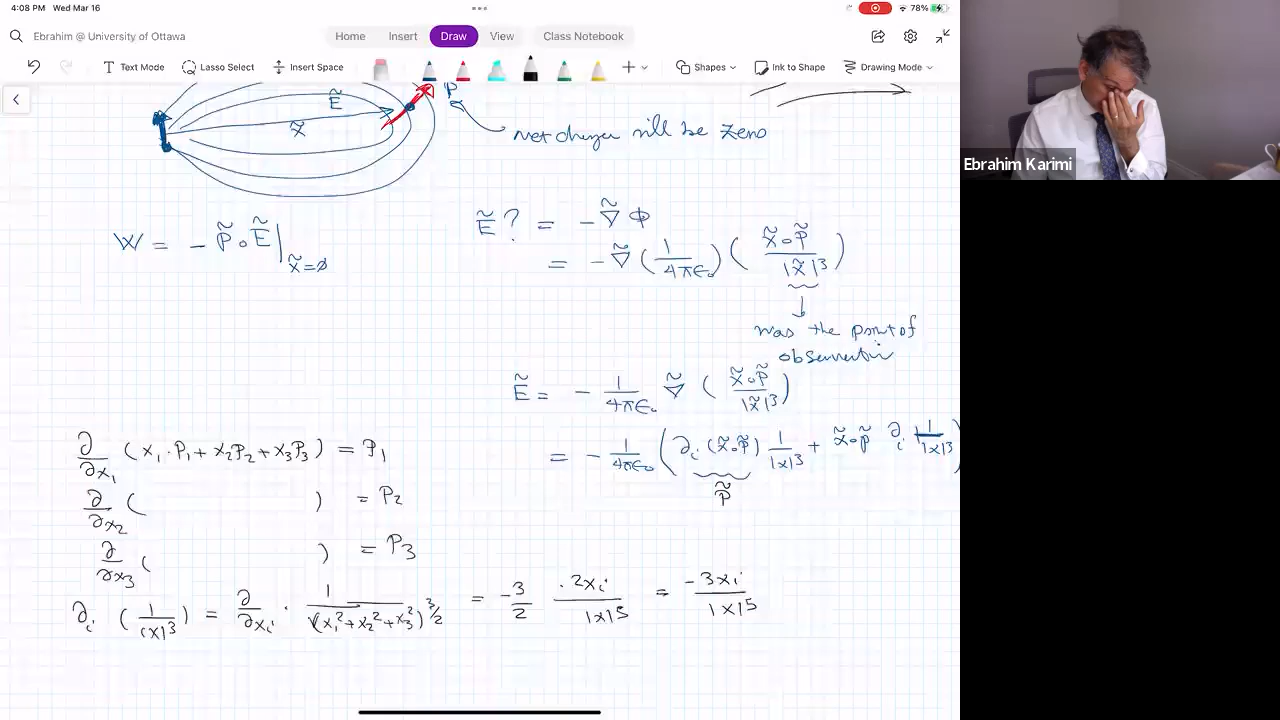 4:08 PM Wed Mar 16
78%
Ebrahim @ University of Ottawa
Home Insert Draw View Class Notebook
Text Mode Lasso Select Insert Space Shapes Ink to Shape Drawing Mode
Ebrahim Karimi
Ẽ
x̃
P
net charge will be zero
W = - P̃∘Ẽ|x̃=0
Ẽ? = - ∇̃ Φ
= - ∇̃ (1/4πϵ₀) (x̃∘P̃/|x̃|³)
↓
was the point of
observation
Ẽ = - 1/4πϵ₀ ∇̃ (x̃∘P̃/|x̃|³)
= - 1/4πϵ₀ (∂i (x̃∘P̃) 1/|x|³ + x̃∘P̃ ∂i 1/|x|³)
P̃
∂/∂x₁ (x₁·P₁ + x₂P₂ + x₃P₃) = P₁
∂/∂x₂ ( ) = P₂
∂/∂x₃ ( ) = P₃
∂i (1/|x|³) = ∂/∂xi · 1/(x₁² + x₂² + x₃²)^3/2 = -3/2 · 2xi/|x|⁵ = -3xi/|x|⁵